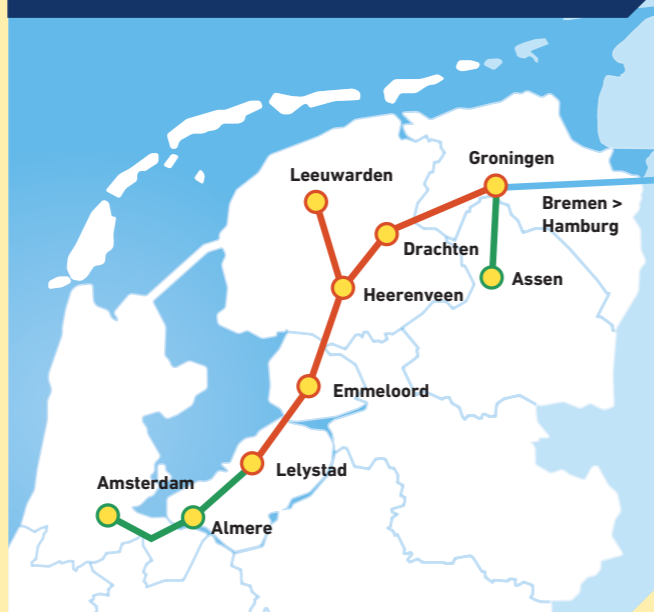 Groningen
Leeuwarden
Bremen >
Hamburg
Drachten
Assen
Heerenveen
Emmeloord
Lelystad
Amsterdam
Almere